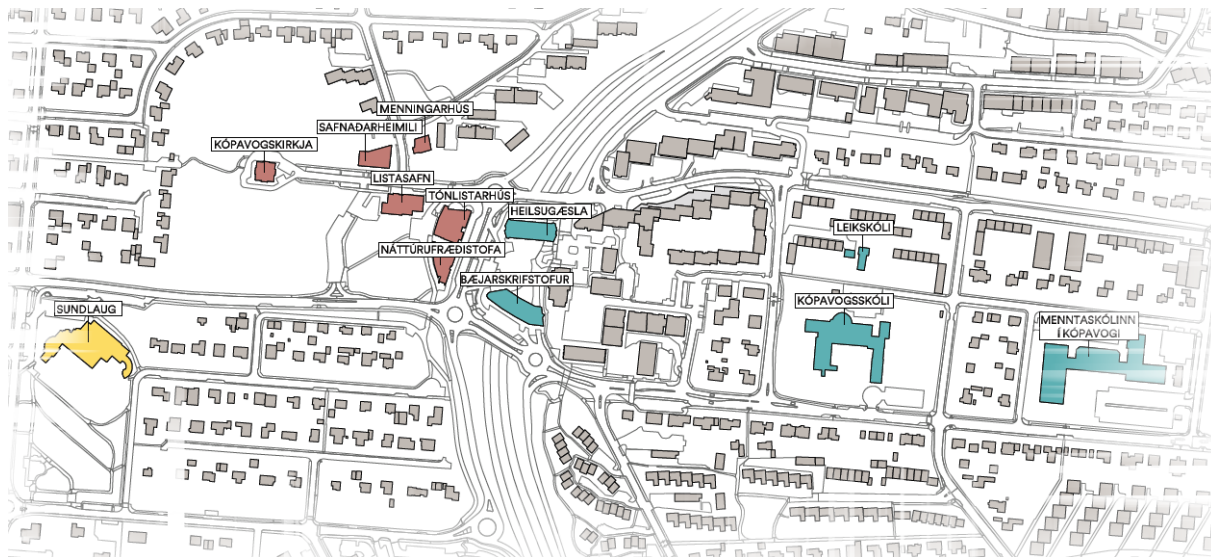 MENNINGARHÚS
SAFNAÐARHEIMILI
KÓPAVOGSKIRKJA
LISTASAFN
TÓNLISTARHÚS
HEILSUGÆSLA
LEIKSKÓLI
NÁTTÚRUFRÆÐISTOFA
BÆJARSKRIFSTOFUR
SUNDLAUG
KÓPAVOGSSKÓLI
MENNTASKÓLINN
Í KÓPAVOGI